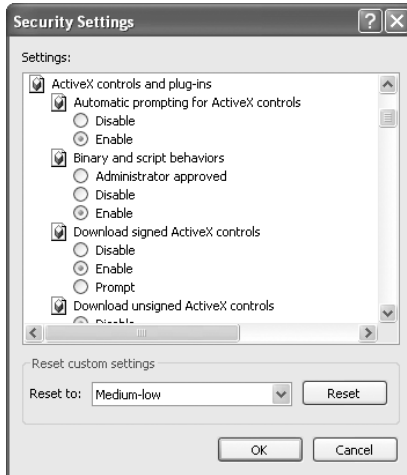 Security Settings
Settings:
ActiveX controls and plug-ins
Automatic prompting for ActiveX controls
Disable
Enable
Binary and script behaviors
Administrator approved
Disable
Enable
Download signed ActiveX controls
Disable
Enable
Prompt
Download unsigned ActiveX controls
Disable
Reset custom settings
Reset to: Medium-low Reset
OK Cancel